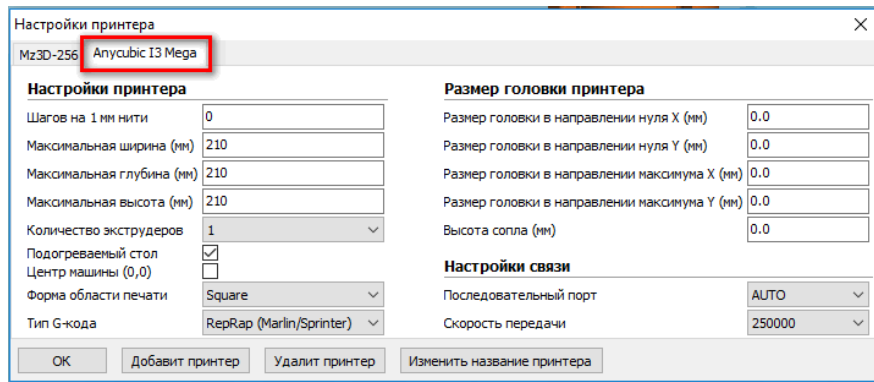 Настройки принтера
Mz3D-256 Anycubic I3 Mega
Настройки принтера
Шагов на 1 мм нити 0
Максимальная ширина (мм) 210
Максимальная глубина (мм) 210
Максимальная высота (мм) 210
Количество экструдеров 1
Подогреваемый стол
Центр машины (0,0)
Форма области печати Square
Тип G-кода RepRap (Marlin/Sprinter)
Размер головки принтера
Размер головки в направлении нуля X (мм) 0.0
Размер головки в направлении нуля Y (мм) 0.0
Размер головки в направлении максимума X (мм) 0.0
Размер головки в направлении максимума Y (мм) 0.0
Высота сопла (мм) 0.0
Настройки связи
Последовательный порт AUTO
Скорость передачи 250000
OK Добавит принтер Удалит принтер Изменить название принтера